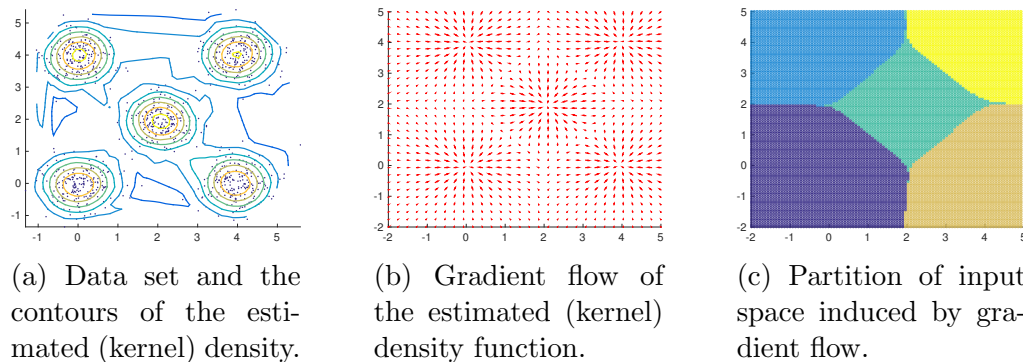 5
4
3
2
1
0
-1
-1 0 1 2 3 4 5
5
4
3
2
1
0
-1
-2
-2 -1 0 1 2 3 4 5
5
4
3
2
1
0
-1
-2
-2 -1 0 1 2 3 4 5
(a) Data set and the
contours of the esti-
mated (kernel) density.
(b) Gradient flow of
the estimated (kernel)
density function.
(c) Partition of input
space induced by gra-
dient flow.